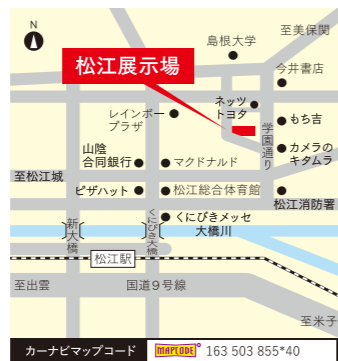 N
至美保関
島根大学
松江展示場
今井書店
ネッツ
トヨタ
レインボー
プラザ
もち吉
学園通り
カメラの
キタムラ
山陰
合同銀行
マクドナルド
至松江城
ピザハット
松江総合体育館
松江消防署
くにびきメッセ
大橋川
新大橋
くにびき大橋
松江駅
至出雲
国道9号線
至米子
カーナビマップコード
MAPCODE 163 503 855*40